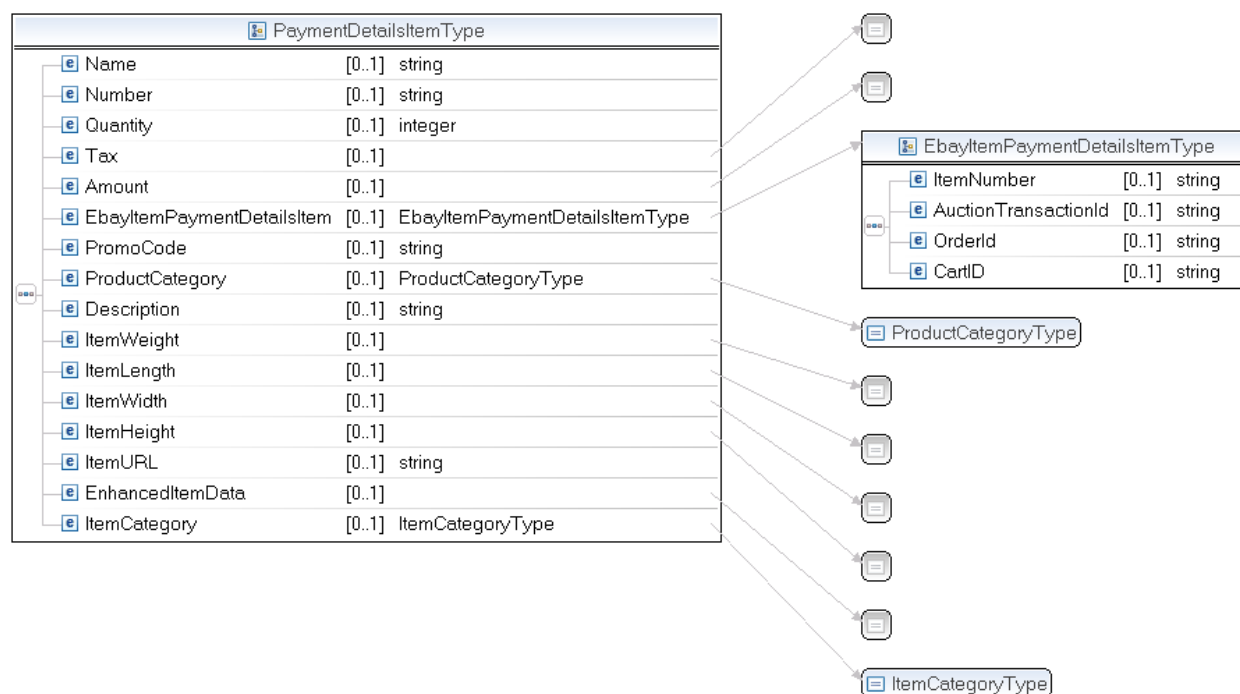 PaymentDetailsItemType
e Name [0..1] string
e Number [0..1] string
e Quantity [0..1] integer
e Tax [0..1]
e Amount [0..1]
e EbayItemPaymentDetailsItem [0..1] EbayItemPaymentDetailsItemType
e PromoCode [0..1] string
e ProductCategory [0..1] ProductCategoryType
e Description [0..1] string
e ItemWeight [0..1]
e ItemLength [0..1]
e ItemWidth [0..1]
e ItemHeight [0..1]
e ItemURL [0..1] string
e EnhancedItemData [0..1]
e ItemCategory [0..1] ItemCategoryType
EbayItemPaymentDetailsItemType
e ItemNumber [0..1] string
e AuctionTransactionId [0..1] string
e OrderId [0..1] string
e CartID [0..1] string
ProductCategoryType
ItemCategoryType